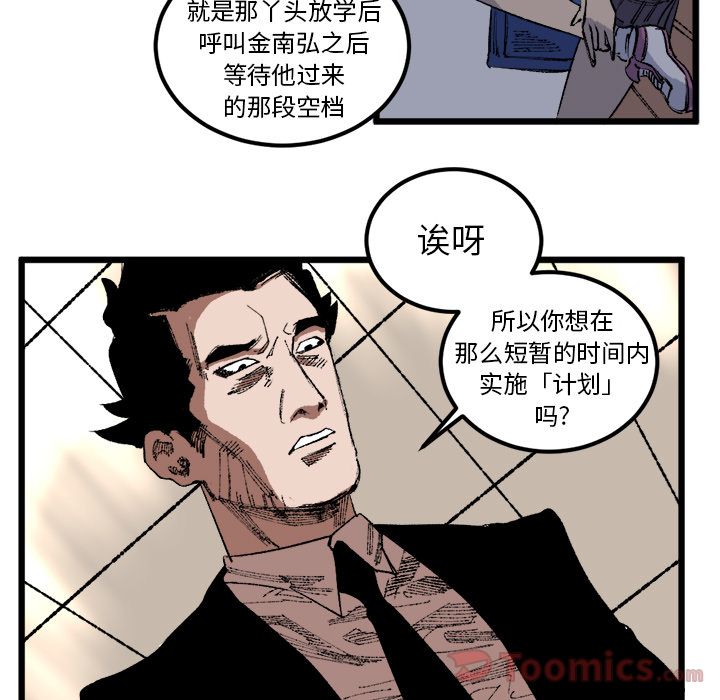 就是那丫头放学后
呼叫金南弘之后
等待他过来
的那段空档
诶呀
所以你想在
那么短暂的时间内
实施「计划」
吗?
Toomics.com